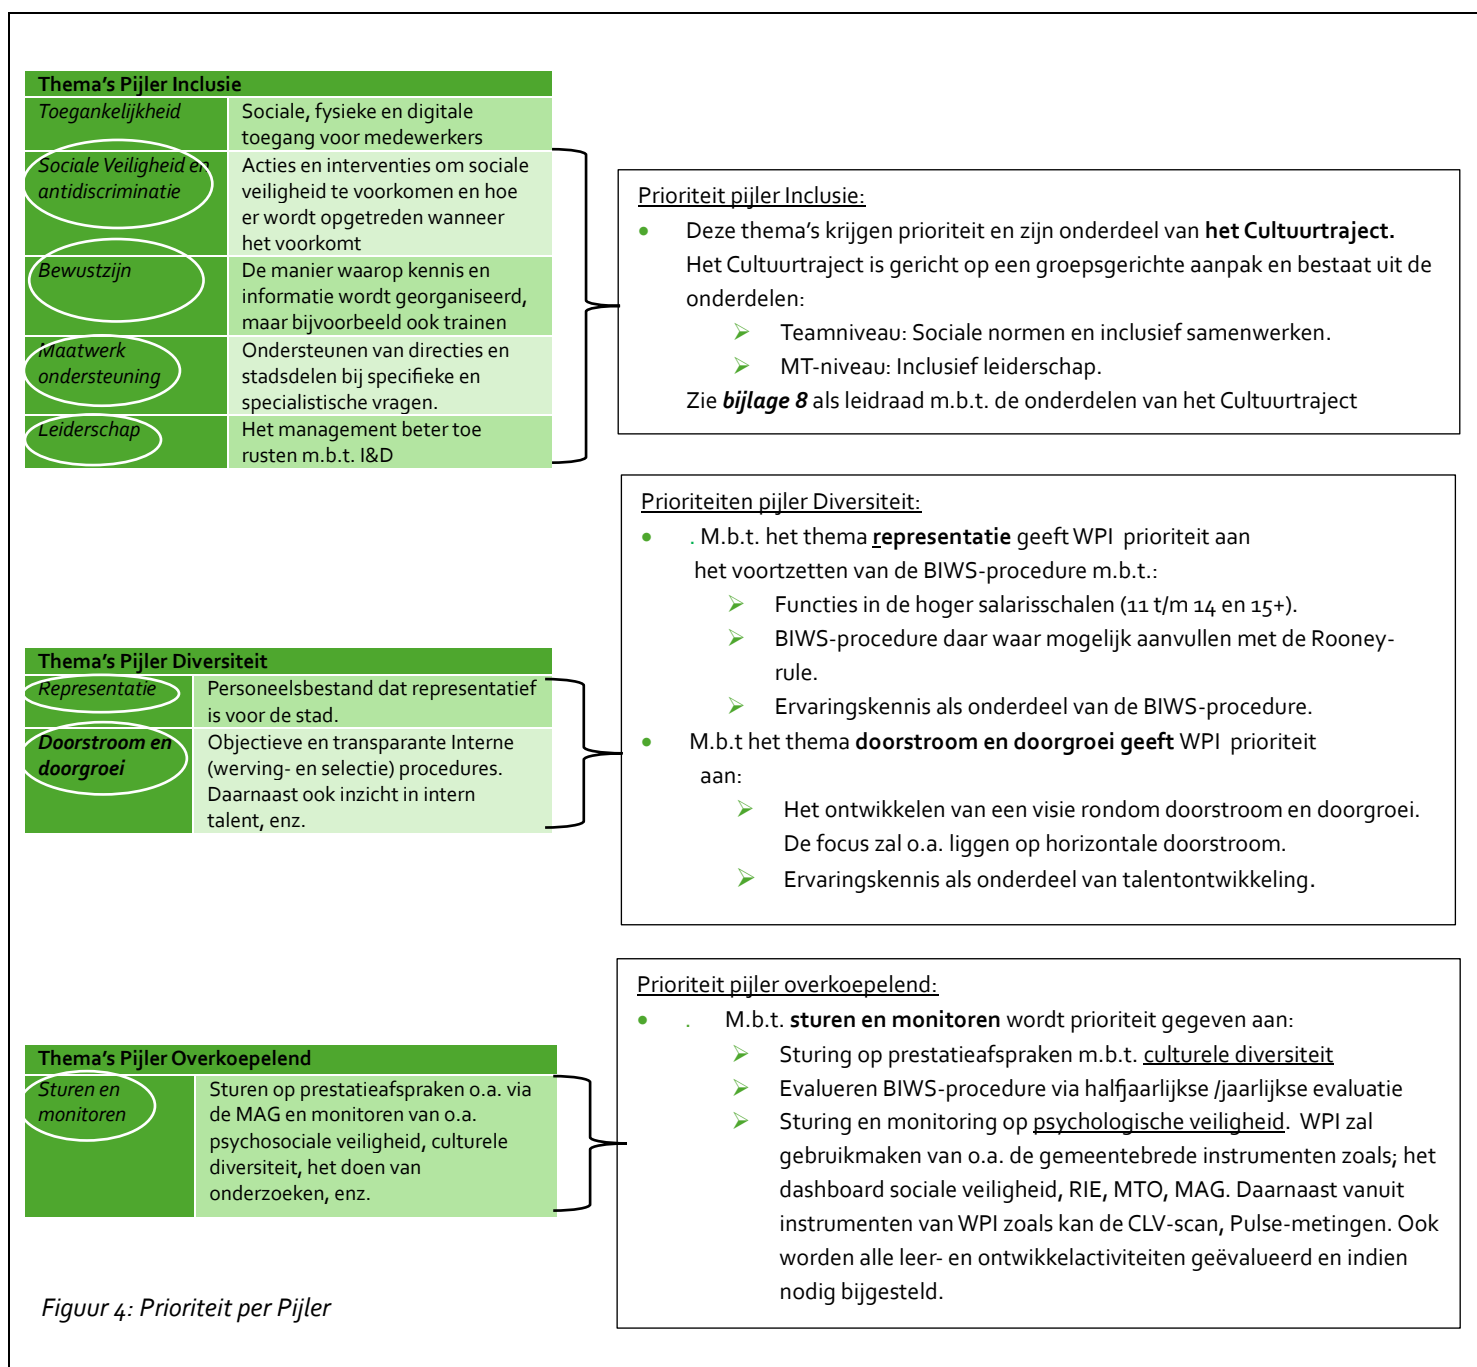 Thema's Pijler Inclusie
Toegankelijkheid
Sociale, fysieke en digitale
toegang voor medewerkers
Sociale Veiligheid en
antidiscriminatie
Acties en interventies om sociale
veiligheid te voorkomen en hoe
er wordt opgetreden wanneer
het voorkomt
Bewustzijn
De manier waarop kennis en
informatie wordt georganiseerd,
maar bijvoorbeeld ook trainen
Maatwerk
ondersteuning
Ondersteunen van directies en
stadsdelen bij specifieke en
specialistische vragen.
Leiderschap
Het management beter toe
rusten m.b.t. I&D
Prioriteit pijler Inclusie:
• Deze thema's krijgen prioriteit en zijn onderdeel van het Cultuurtraject.
Het Cultuurtraject is gericht op een groepsgerichte aanpak en bestaat uit de
onderdelen:
➢ Teamniveau: Sociale normen en inclusief samenwerken.
➢ MT-niveau: Inclusief leiderschap.
Zie bijlage 8 als leidraad m.b.t. de onderdelen van het Cultuurtraject
Thema's Pijler Diversiteit
Representatie
Personeelsbestand dat representatief
is voor de stad.
Doorstroom en
doorgroei
Objectieve en transparante Interne
(werving- en selectie) procedures.
Daarnaast ook inzicht in intern
talent, enz.
Prioriteiten pijler Diversiteit:
• . M.b.t. het thema representatie geeft WPI prioriteit aan
het voortzetten van de BIWS-procedure m.b.t.:
➢ Functies in de hoger salarisschalen (11 t/m 14 en 15+).
➢ BIWS-procedure daar waar mogelijk aanvullen met de Rooney-
rule.
➢ Ervaringskennis als onderdeel van de BIWS-procedure.
• M.b.t het thema doorstroom en doorgroei geeft WPI prioriteit
aan:
➢ Het ontwikkelen van een visie rondom doorstroom en doorgroei.
De focus zal o.a. liggen op horizontale doorstroom.
➢ Ervaringskennis als onderdeel van talentontwikkeling.
Thema's Pijler Overkoepelend
Sturen en
monitoren
Sturen op prestatieafspraken o.a. via
de MAG en monitoren van o.a.
psychosociale veiligheid, culturele
diversiteit, het doen van
onderzoeken, enz.
Prioriteit pijler overkoepelend:
• . M.b.t. sturen en monitoren wordt prioriteit gegeven aan:
➢ Sturing op prestatieafspraken m.b.t. culturele diversiteit
➢ Evalueren BIWS-procedure via halfjaarlijkse /jaarlijkse evaluatie
➢ Sturing en monitoring op psychologische veiligheid. WPI zal
gebruikmaken van o.a. de gemeentebrede instrumenten zoals; het
dashboard sociale veiligheid, RIE, MTO, MAG. Daarnaast vanuit
instrumenten van WPI zoals kan de CLV-scan, Pulse-metingen. Ook
worden alle leer- en ontwikkelactiviteiten geëvalueerd en indien
nodig bijgesteld.
Figuur 4: Prioriteit per Pijler